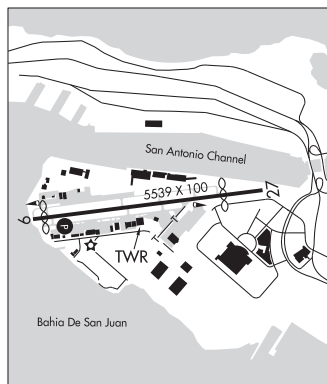 San Antonio Channel
5539 X 100
27
9
P
TWR
Bahia De San Juan